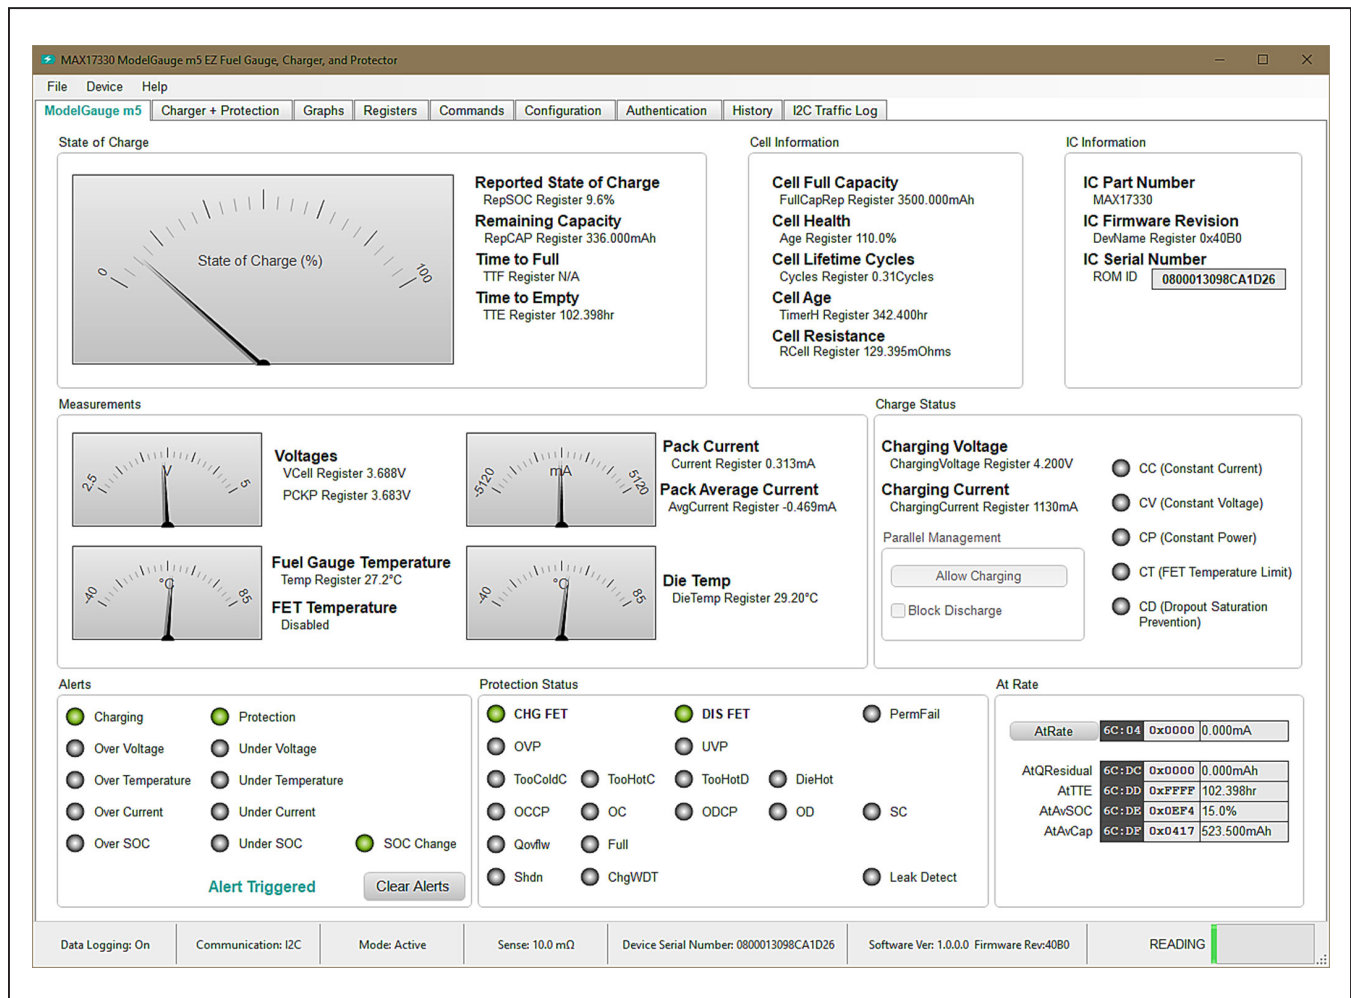 MAX17330 ModelGauge m5 EZ Fuel Gauge, Charger, and Protector
File Device Help
ModelGauge m5 Charger + Protection Graphs Registers Commands Configuration Authentication History I2C Traffic Log
State of Charge
0
100
State of Charge (%)
Reported State of Charge
RepSOC Register 9.6%
Remaining Capacity
RepCAP Register 336.000mAh
Time to Full
TTF Register N/A
Time to Empty
TTE Register 102.398hr
Cell Information
Cell Full Capacity
FullCapRep Register 3500.000mAh
Cell Health
Age Register 110.0%
Cell Lifetime Cycles
Cycles Register 0.31Cycles
Cell Age
TimerH Register 342.400hr
Cell Resistance
RCell Register 129.395mOhms
IC Information
IC Part Number
MAX17330
IC Firmware Revision
DevName Register 0x40B0
IC Serial Number
ROM ID 0800013098CA1D26
Measurements
2.5 V 5
Voltages
VCell Register 3.688V
PCKP Register 3.683V
-5120 mA 5120
Pack Current
Current Register 0.313mA
Pack Average Current
AvgCurrent Register -0.469mA
-40 °C 85
Fuel Gauge Temperature
Temp Register 27.2°C
FET Temperature
Disabled
-40 °C 85
Die Temp
DieTemp Register 29.20°C
Charge Status
Charging Voltage
ChargingVoltage Register 4.200V
Charging Current
ChargingCurrent Register 1130mA
Parallel Management
Allow Charging
Block Discharge
CC (Constant Current)
CV (Constant Voltage)
CP (Constant Power)
CT (FET Temperature Limit)
CD (Dropout Saturation
Prevention)
Alerts
Charging Protection
Over Voltage Under Voltage
Over Temperature Under Temperature
Over Current Under Current
Over SOC Under SOC SOC Change
Alert Triggered Clear Alerts
Protection Status
CHG FET DIS FET PermFail
OVP UVP
TooColdC TooHotC TooHotD DieHot
OCCP OC ODCP OD SC
Qovflw Full
Shdn ChgWDT Leak Detect
At Rate
AtRate 6C:04 0x0000 0.000mA
AtQResidual 6C:DC 0x0000 0.000mAh
AtTTE 6C:DD 0xFFFF 102.398hr
AtAvSOC 6C:DE 0x0EF4 15.0%
AtAvCap 6C:DF 0x0417 523.500mAh
Data Logging: On Communication: I2C Mode: Active Sense: 10.0 mΩ Device Serial Number: 0800013098CA1D26 Software Ver: 1.0.0.0 Firmware Rev:40B0 READING